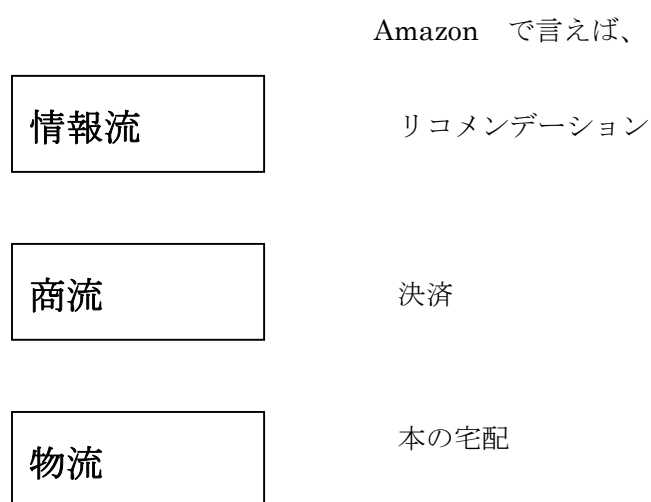 Amazon　で言えば、
情報流
リコメンデーション
商流
決済
本の宅配
物流